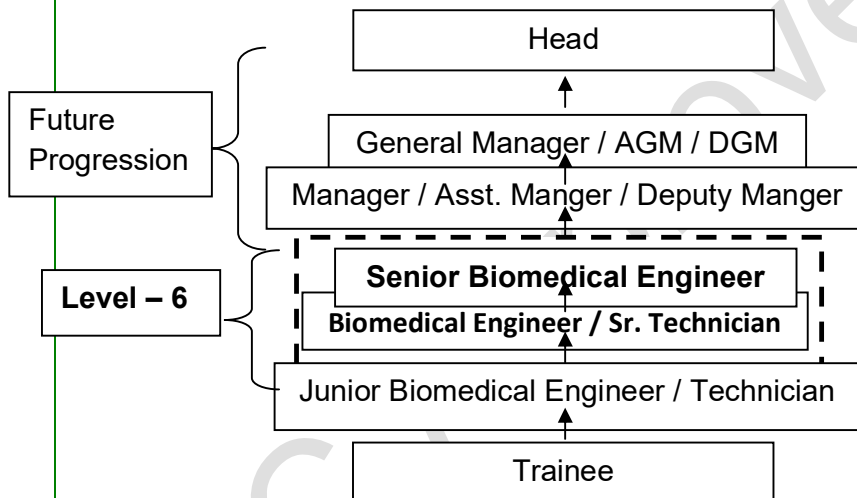 Head
Future
Progression
General Manager / AGM / DGM
Manager / Asst. Manger / Deputy Manger
Level – 6
Senior Biomedical Engineer
Biomedical Engineer / Sr. Technician
Junior Biomedical Engineer / Technician
Trainee